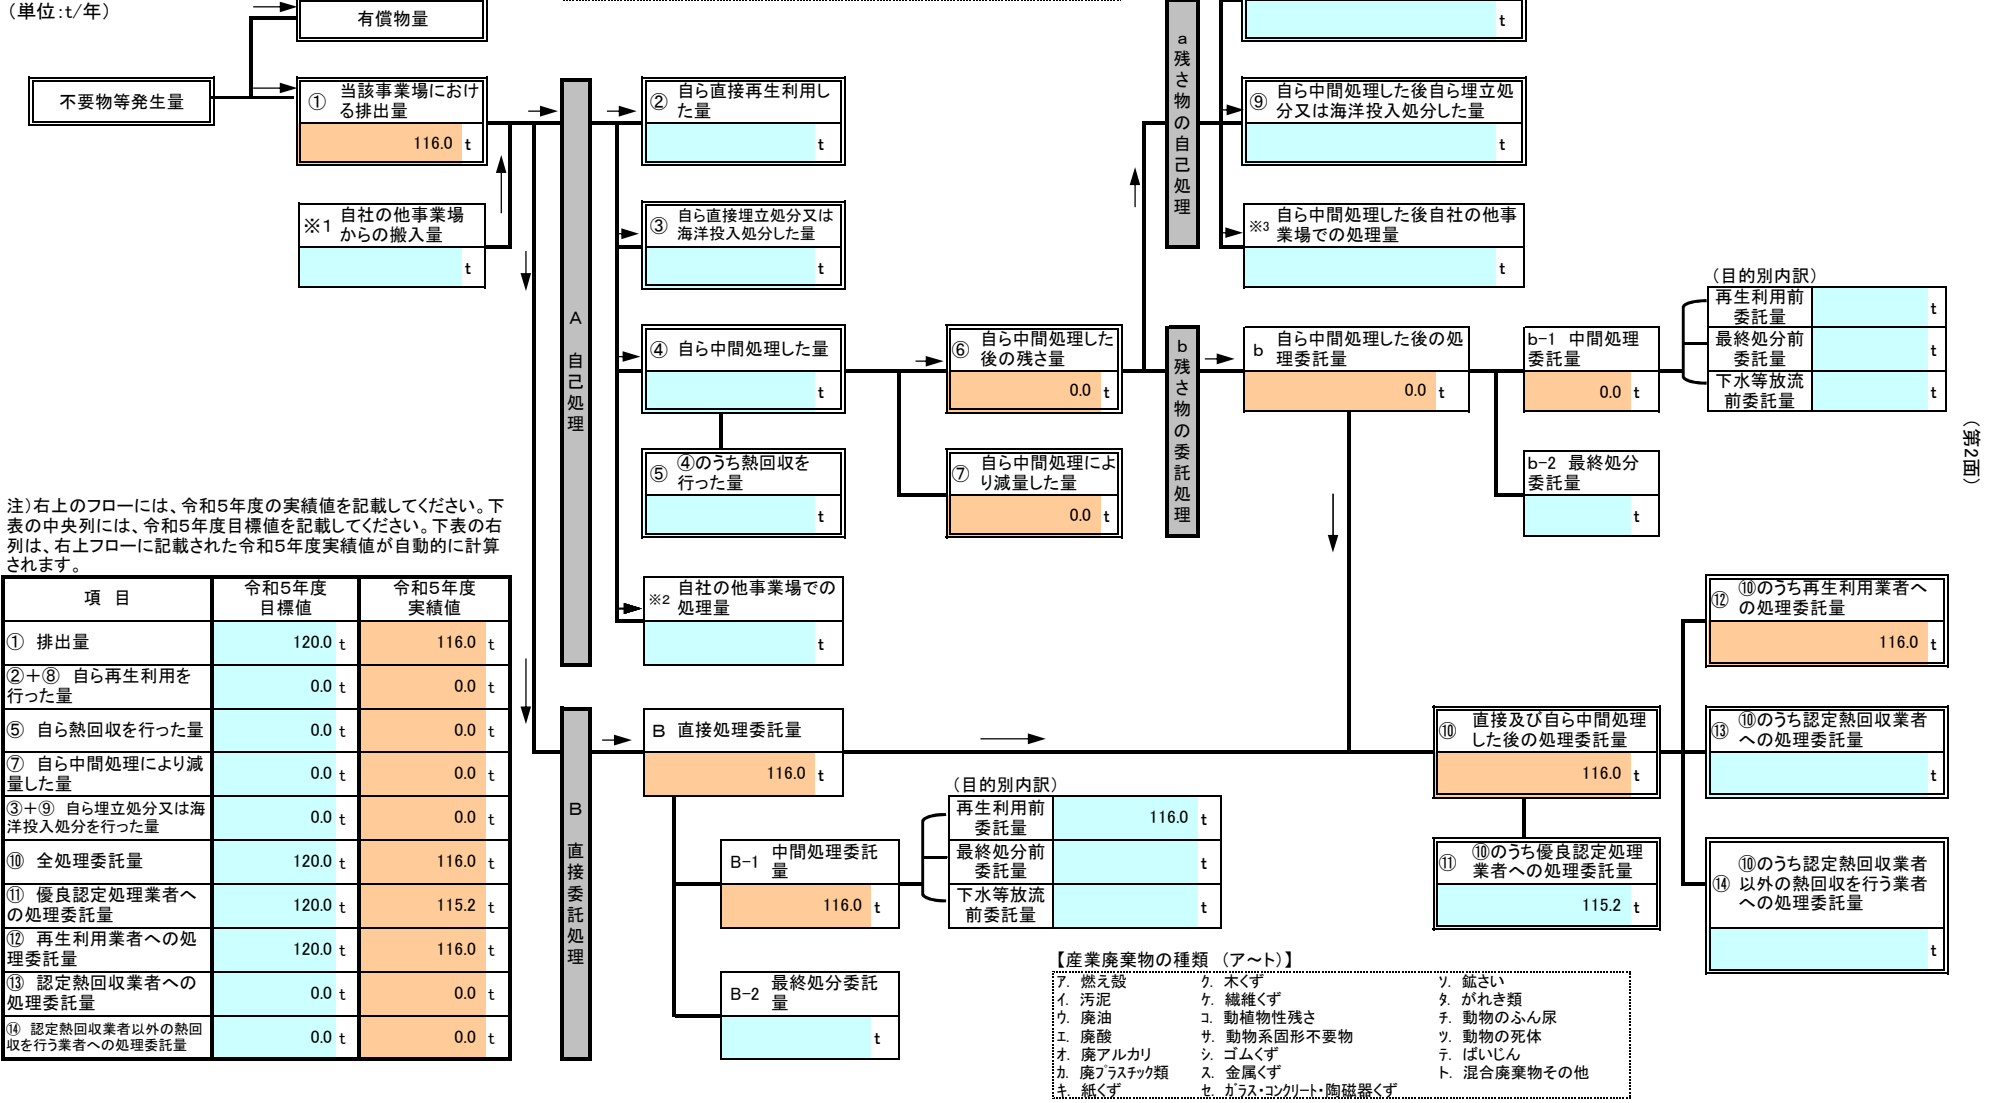 （単位:t/年）
有償物量
不要物等発生量
① 当該事業場におけ
る排出量
116.0 t
※1 自社の他事業場
からの搬入量
t
A 自己処理
② 自ら直接再生利用し
た量
t
③ 自ら直接埋立処分又は
海洋投入処分した量
t
④ 自ら中間処理した量
t
⑤ ④のうち熱回収を
行った量
t
※2 自社の他事業場での
処理量
t
⑥ 自ら中間処理した
後の残さ量
0.0 t
⑦ 自ら中間処理によ
り減量した量
0.0 t
a 残さ物の自己処理
t
⑨ 自ら中間処理した後自ら埋立処
分又は海洋投入処分した量
t
※3 自ら中間処理した後自社の他事
業場での処理量
t
b 残さ物の委託処理
b 自ら中間処理した後の処
理委託量
0.0 t
b-1 中間処理
委託量
0.0 t
b-2 最終処分
委託量
t
（目的別内訳）
再生利用前
委託量
t
最終処分前
委託量
t
下水等放流
前委託量
t
（第2面）
注）右上のフローには、令和5年度の実績値を記載してください。下
表の中央列には、令和5年度目標値を記載してください。下表の右
列は、右上フローに記載された令和5年度実績値が自動的に計算
されます。
項 目
令和5年度
目標値
令和5年度
実績値
① 排出量 120.0 t 116.0 t
②＋⑧ 自ら再生利用を
行った量
0.0 t 0.0 t
⑤ 自ら熱回収を行った量 0.0 t 0.0 t
⑦ 自ら中間処理により減
量した量
0.0 t 0.0 t
③＋⑨ 自ら埋立処分又は海
洋投入処分を行った量
0.0 t 0.0 t
⑩ 全処理委託量 120.0 t 116.0 t
⑪ 優良認定処理業者へ
の処理委託量
120.0 t 115.2 t
⑫ 再生利用業者への処
理委託量
120.0 t 116.0 t
⑬ 認定熱回収業者への
処理委託量
0.0 t 0.0 t
⑭ 認定熱回収業者以外の熱回
収を行う業者への処理委託量
0.0 t 0.0 t
B 直接委託処理
B 直接処理委託量
116.0 t
B-1 中間処理委託
量
116.0 t
B-2 最終処分委託
量
t
（目的別内訳）
再生利用前
委託量
116.0 t
最終処分前
委託量
t
下水等放流
前委託量
t
⑩ 直接及び自ら中間処理
した後の処理委託量
116.0 t
⑪ ⑩のうち優良認定処理
業者への処理委託量
115.2 t
⑫ ⑩のうち再生利用業者へ
の処理委託量
116.0 t
⑬ ⑩のうち認定熱回収業者
への処理委託量
t
⑭ ⑩のうち認定熱回収業者
以外の熱回収を行う業者
への処理委託量
t
【産業廃棄物の種類 （ア～ト）】
ア. 燃え殻
イ. 汚泥
ウ. 廃油
エ. 廃酸
オ. 廃アルカリ
カ. 廃プラスチック類
キ. 紙くず
ク. 木くず
ケ. 繊維くず
コ. 動植物性残さ
サ. 動物系固形不要物
シ. ゴムくず
ス. 金属くず
セ. ガラス・コンクリート・陶磁器くず
ソ. 鉱さい
タ. がれき類
チ. 動物のふん尿
ツ. 動物の死体
テ. ばいじん
ト. 混合廃棄物その他